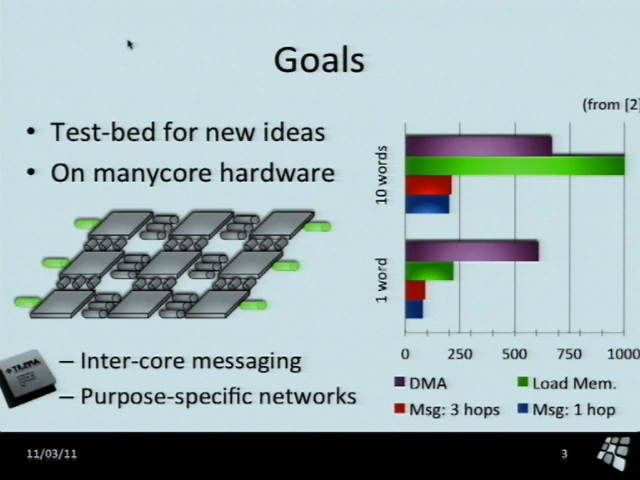 Goals
• Test-bed for new ideas
• On manycore hardware
– Inter-core messaging
– Purpose-specific networks
TILERA
(from [2]
10 words
1 word
0 250 500 750 1000
DMA
Load Mem.
Msg: 3 hops
Msg: 1 hop
11/03/11
3